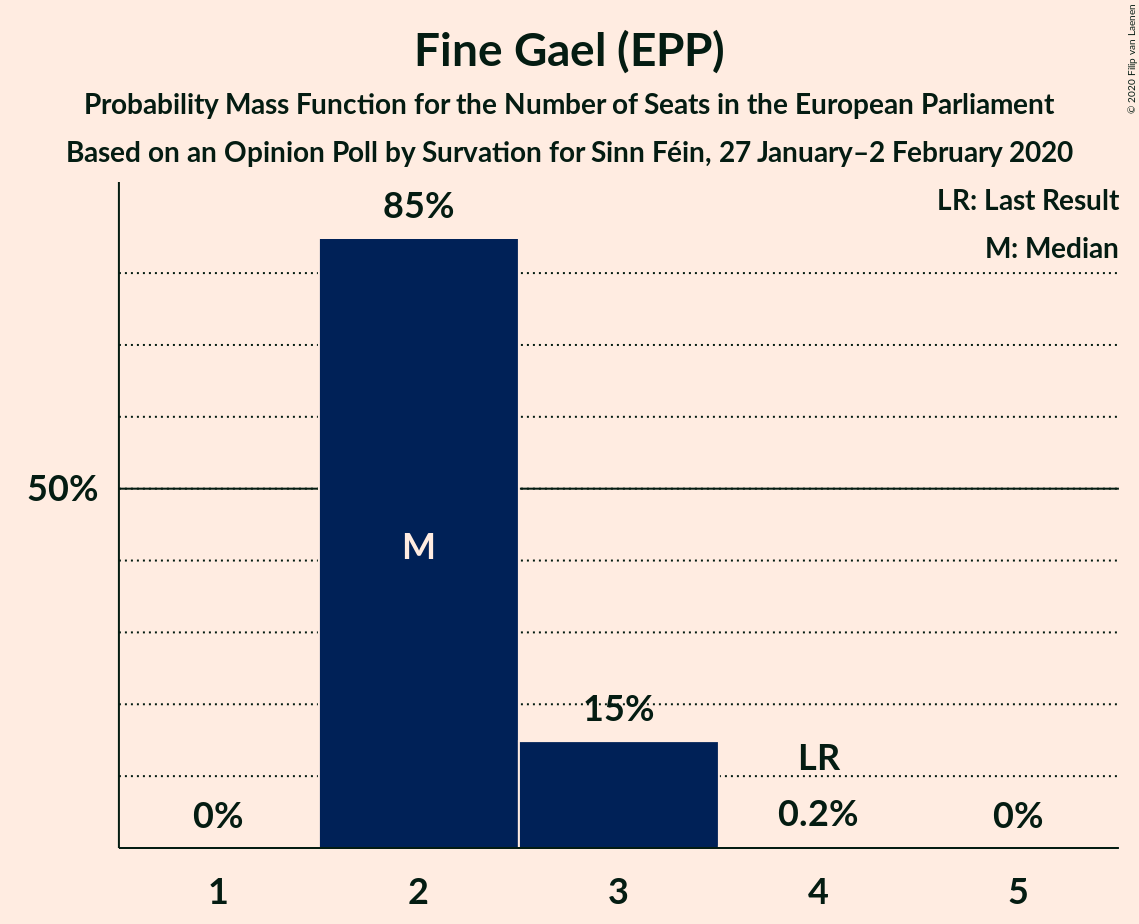 Fine Gael (EPP)
Probability Mass Function for the Number of Seats in the European Parliament
Based on an Opinion Poll by Survation for Sinn Féin, 27 January–2 February 2020
© 2020 Filip van Laenen
LR: Last Result
M: Median
85%
50%
M
15%
LR
0%
0.2%
0%
1 2 3 4 5